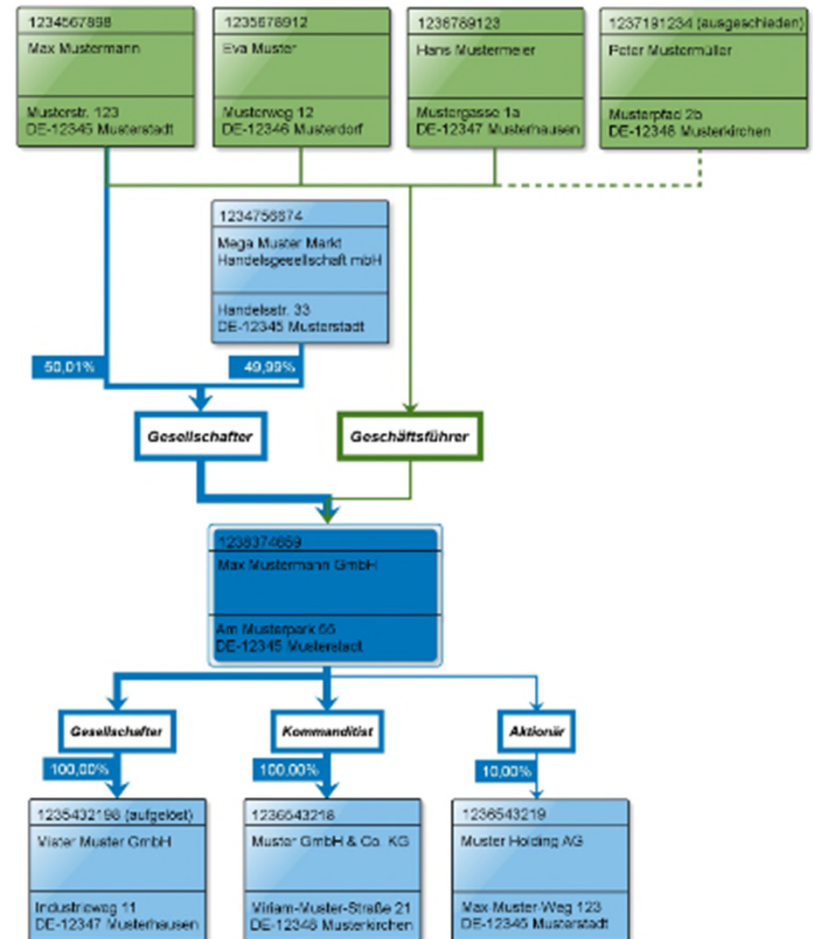 1234567898
Max Mustermann
Musterstr. 123
DE-12345 Musterstadt
1235678912
Eva Muster
Musterweg 12
DE-12346 Musterdorf
1236789123
Hans Mustermeier
Mustergasse 1a
DE-12347 Musterhausen
1237191234 (ausgeschieden)
Peter Mustermüller
Musterpfad 2b
DE-12348 Musterkirchen
1234756674
Mega Muster Markt
Handelsgesellschaft mbH
Handelsstr. 33
DE-12345 Musterstadt
50,01%
49,99%
Gesellschafter
Geschäftsführer
1238374659
Max Mustermann GmbH
Am Musterpark 55
DE-12345 Musterstadt
Gesellschafter
Kommanditist
Aktionär
100,00%
100,00%
10,00%
1235432198 (aufgelöst)
Mister Muster GmbH
Industrieweg 11
DE-12347 Musterhausen
1236543218
Muster GmbH & Co. KG
Miriam-Muster-Straße 21
DE-12348 Musterkirchen
1236543219
Muster Holding AG
Max-Muster-Weg 123
DE-12345 Musterstadt